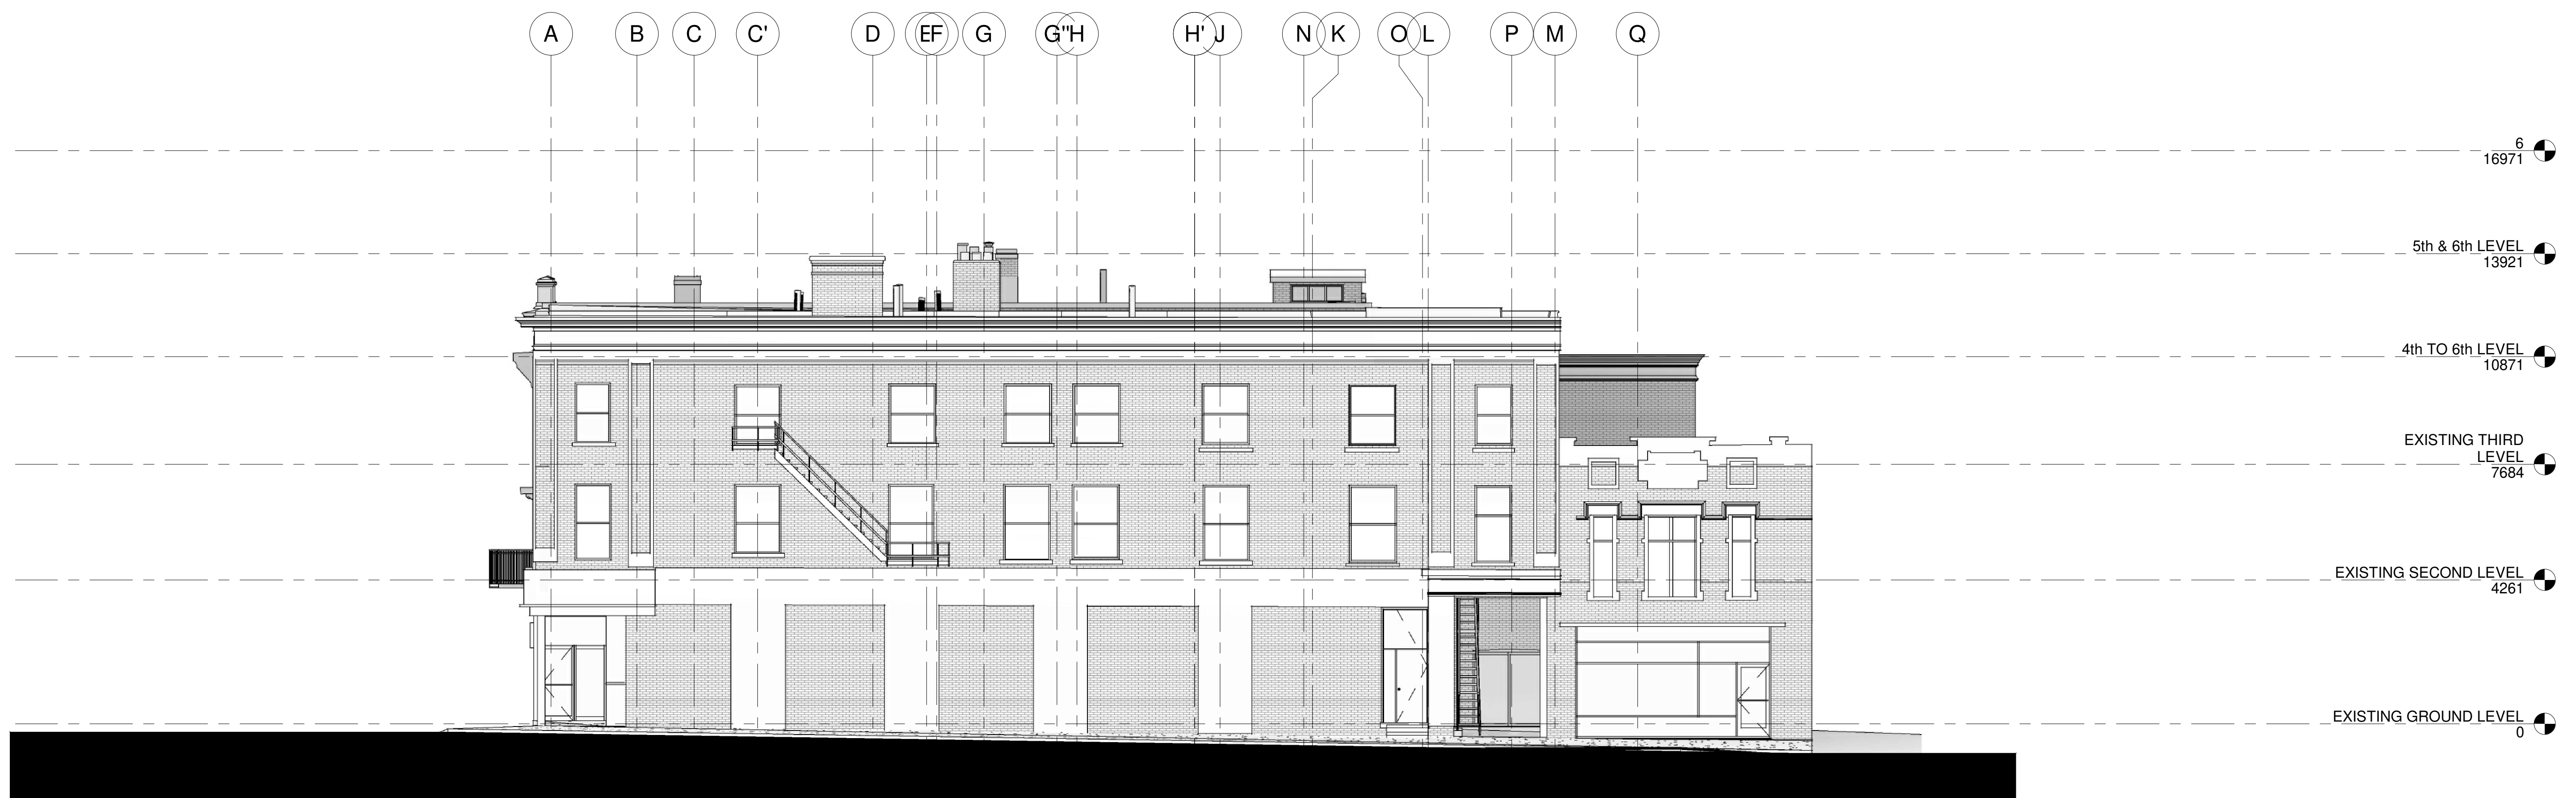 A B C C' D E F G G'' H H' J N K O L P M Q
6
16971
5th & 6th LEVEL
13921
4th TO 6th LEVEL
10871
EXISTING THIRD
LEVEL
7684
EXISTING SECOND LEVEL
4261
EXISTING GROUND LEVEL
0